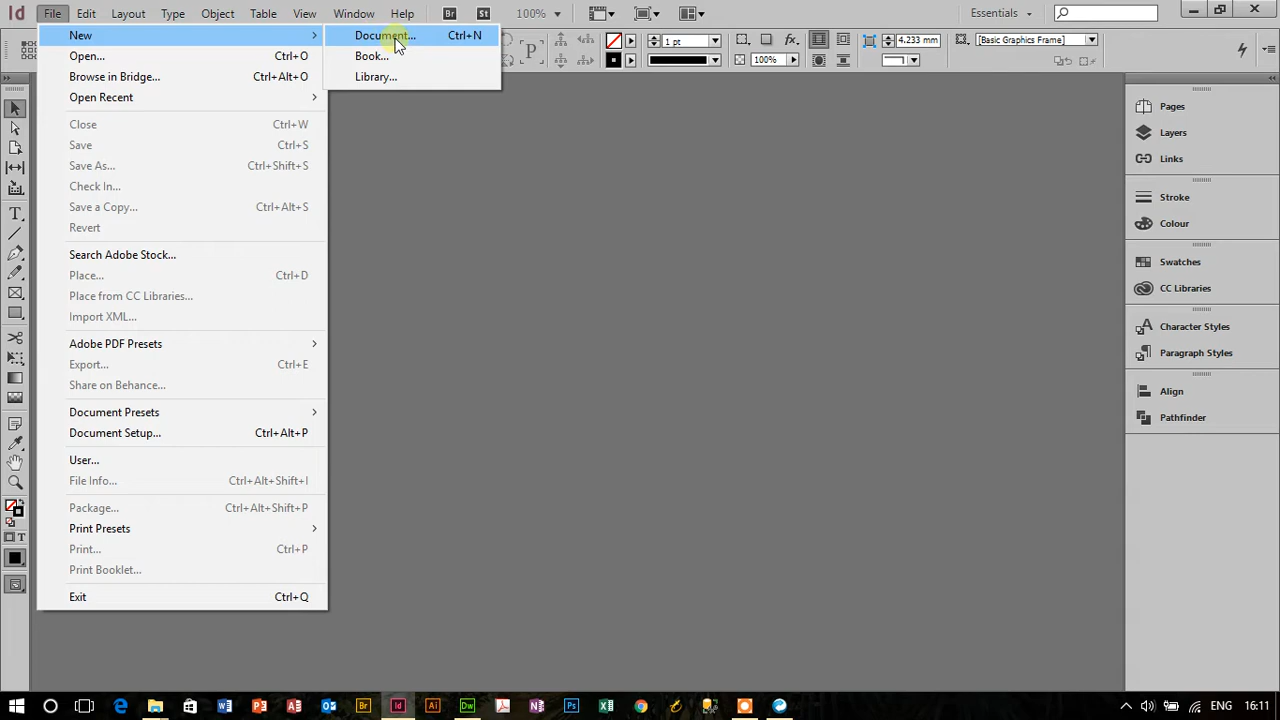 Id File Edit Layout Type Object Table View Window Help Br St 100% Essentials
New Document... Ctrl+N
1 pt 4.233 mm [Basic Graphics Frame]
Open... Ctrl+O Book...
100%
Browse in Bridge... Ctrl+Alt+O Library...
Open Recent
Pages
Close Ctrl+W
Layers
Save Ctrl+S
Links
Save As... Ctrl+Shift+S
Check In...
Stroke
Save a Copy... Ctrl+Alt+S
Colour
Revert
Search Adobe Stock...
Swatches
Place... Ctrl+D
CC Libraries
Place from CC Libraries...
Import XML...
Character Styles
Adobe PDF Presets
Paragraph Styles
Export... Ctrl+E
Share on Behance...
Align
Document Presets
Pathfinder
Document Setup... Ctrl+Alt+P
User...
File Info... Ctrl+Alt+Shift+I
Package... Ctrl+Alt+Shift+P
Print Presets
Print... Ctrl+P
Print Booklet...
Exit Ctrl+Q
Br Id Ai Dw Ps ENG 16:11